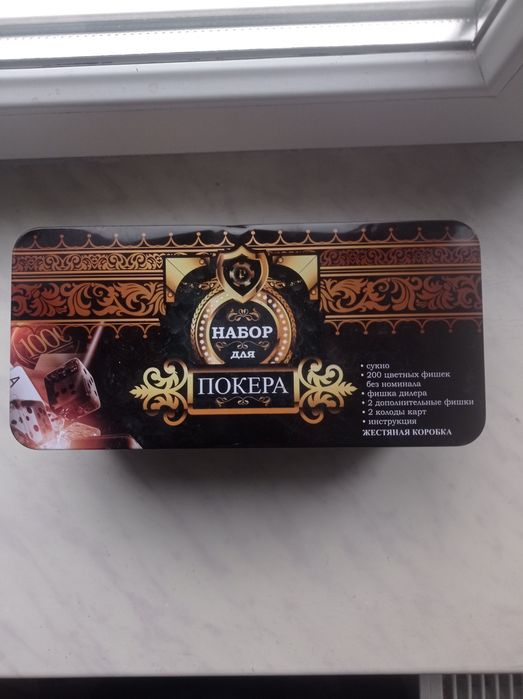 НАБОР
для
ПОКЕРА
1000
A
• сукно
• 200 цветных фишек
без номинала
• фишка дилера
• 2 дополнительные фишки
• 2 колоды карт
• инструкция
ЖЕСТЯНАЯ КОРОБКА